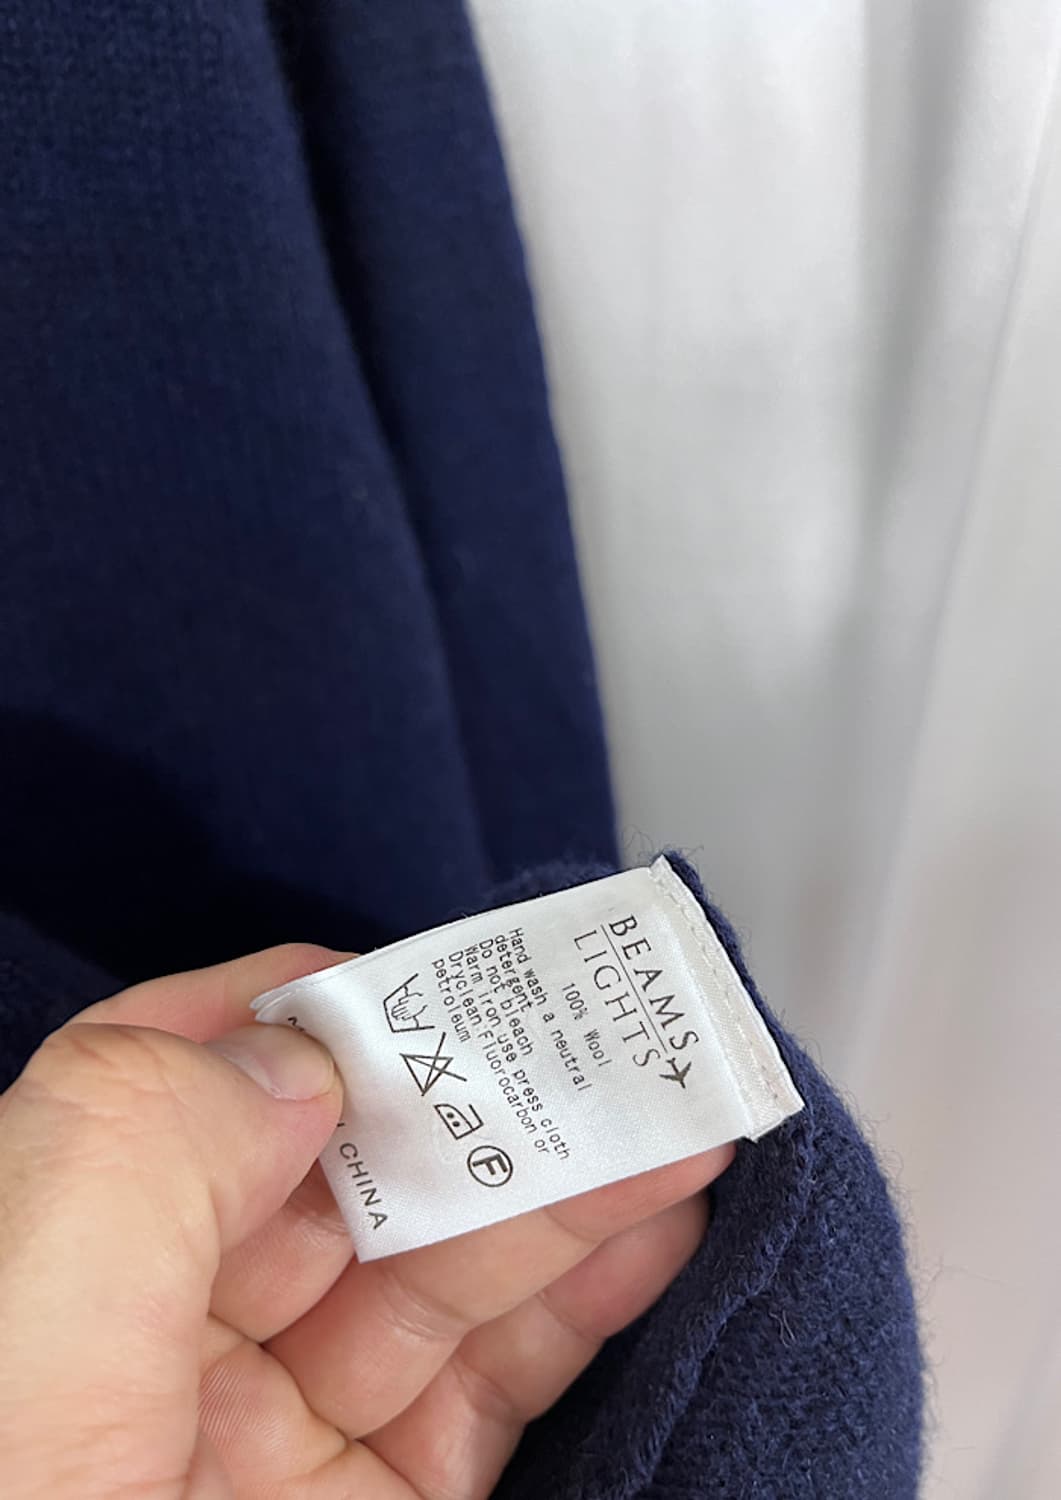 BEAMS
LIGHTS
100% Wool
Hand wash a neutral
detergent
Do not bleach
Warm iron,use press cloth
Dryclean:Fluorocarbon or
petroleum
F
CHINA